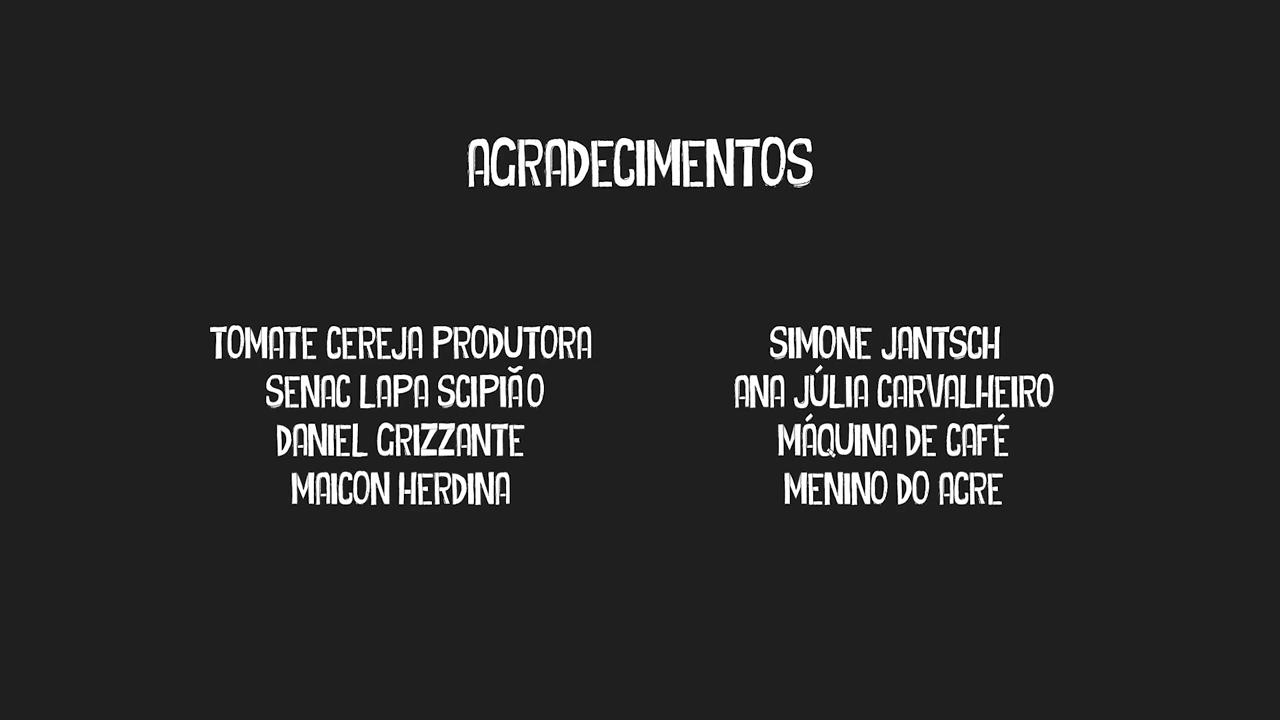 AGRADECIMENTOS
TOMATE CEREJA PRODUTORA
SENAC LAPA SCIPIÃO
DANIEL GRIZZANTE
MAICON HERDINA
SIMONE JANTSCH
ANA JÚLIA CARVALHEIRO
MÁQUINA DE CAFÉ
MENINO DO ACRE